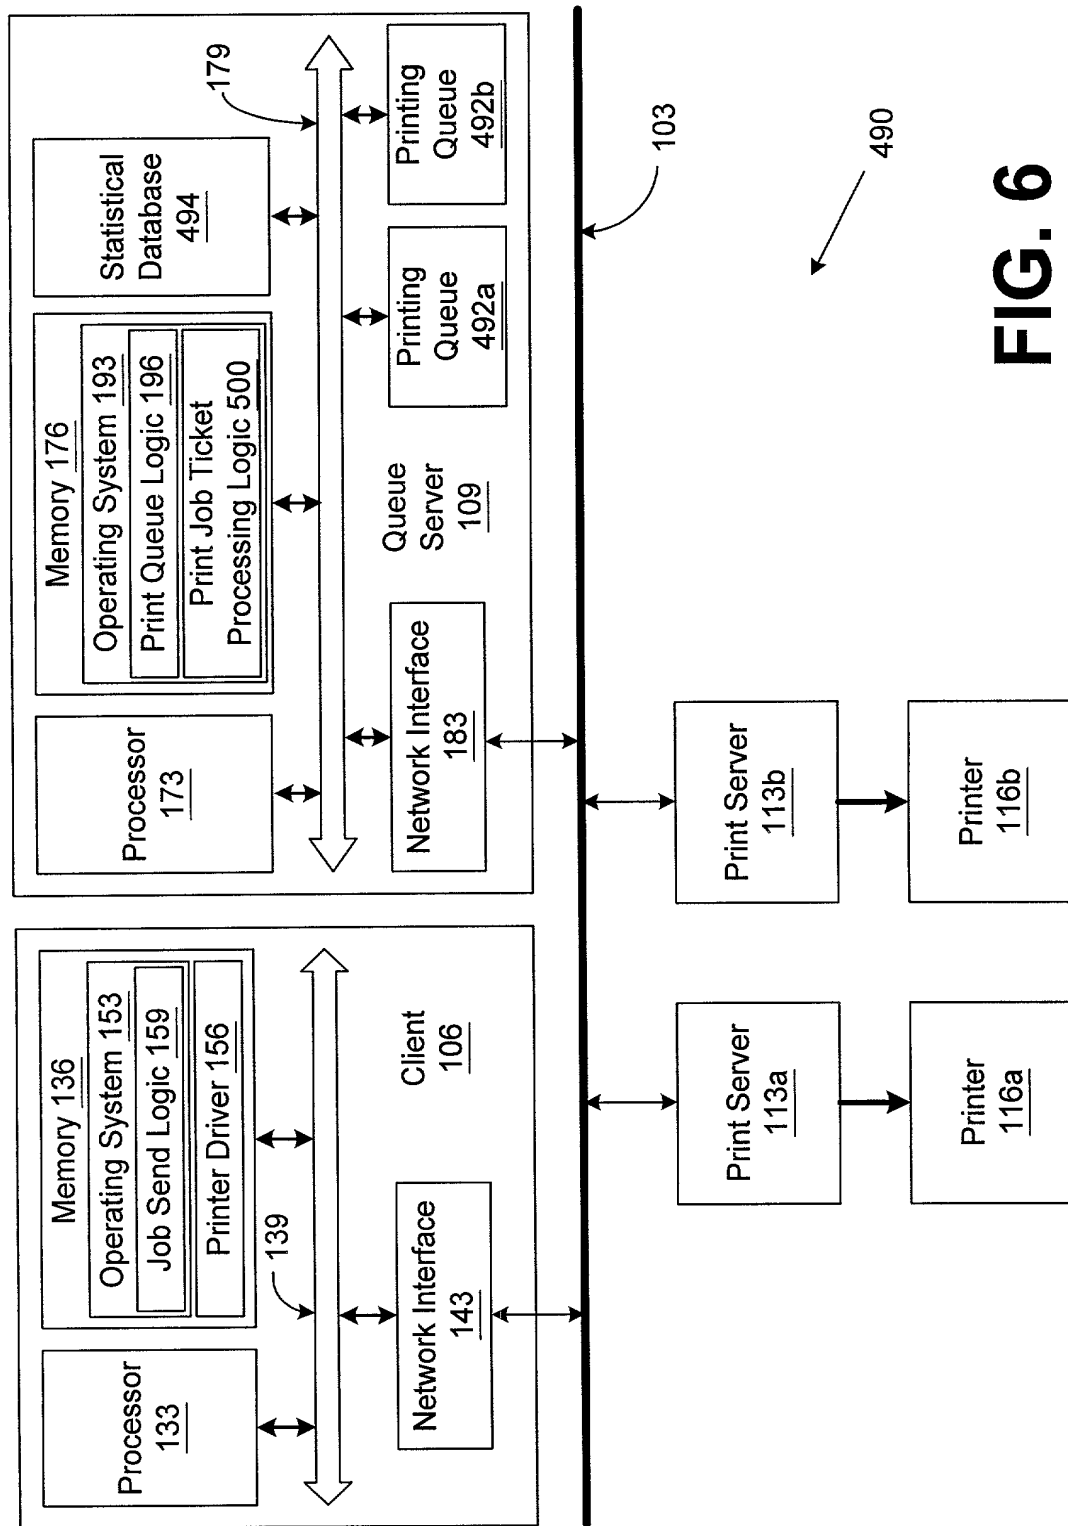 Processor
133
Memory 136
Operating System 153
Job Send Logic 159
Printer Driver 156
139
Client
106
Network Interface
143
Processor
173
Memory 176
Operating System 193
Print Queue Logic 196
Print Job Ticket
Processing Logic 500
Statistical
Database
494
179
Network Interface
183
Queue
Server
109
Printing
Queue
492a
Printing
Queue
492b
103
Print Server
113a
Print Server
113b
Printer
116a
Printer
116b
490
FIG. 6